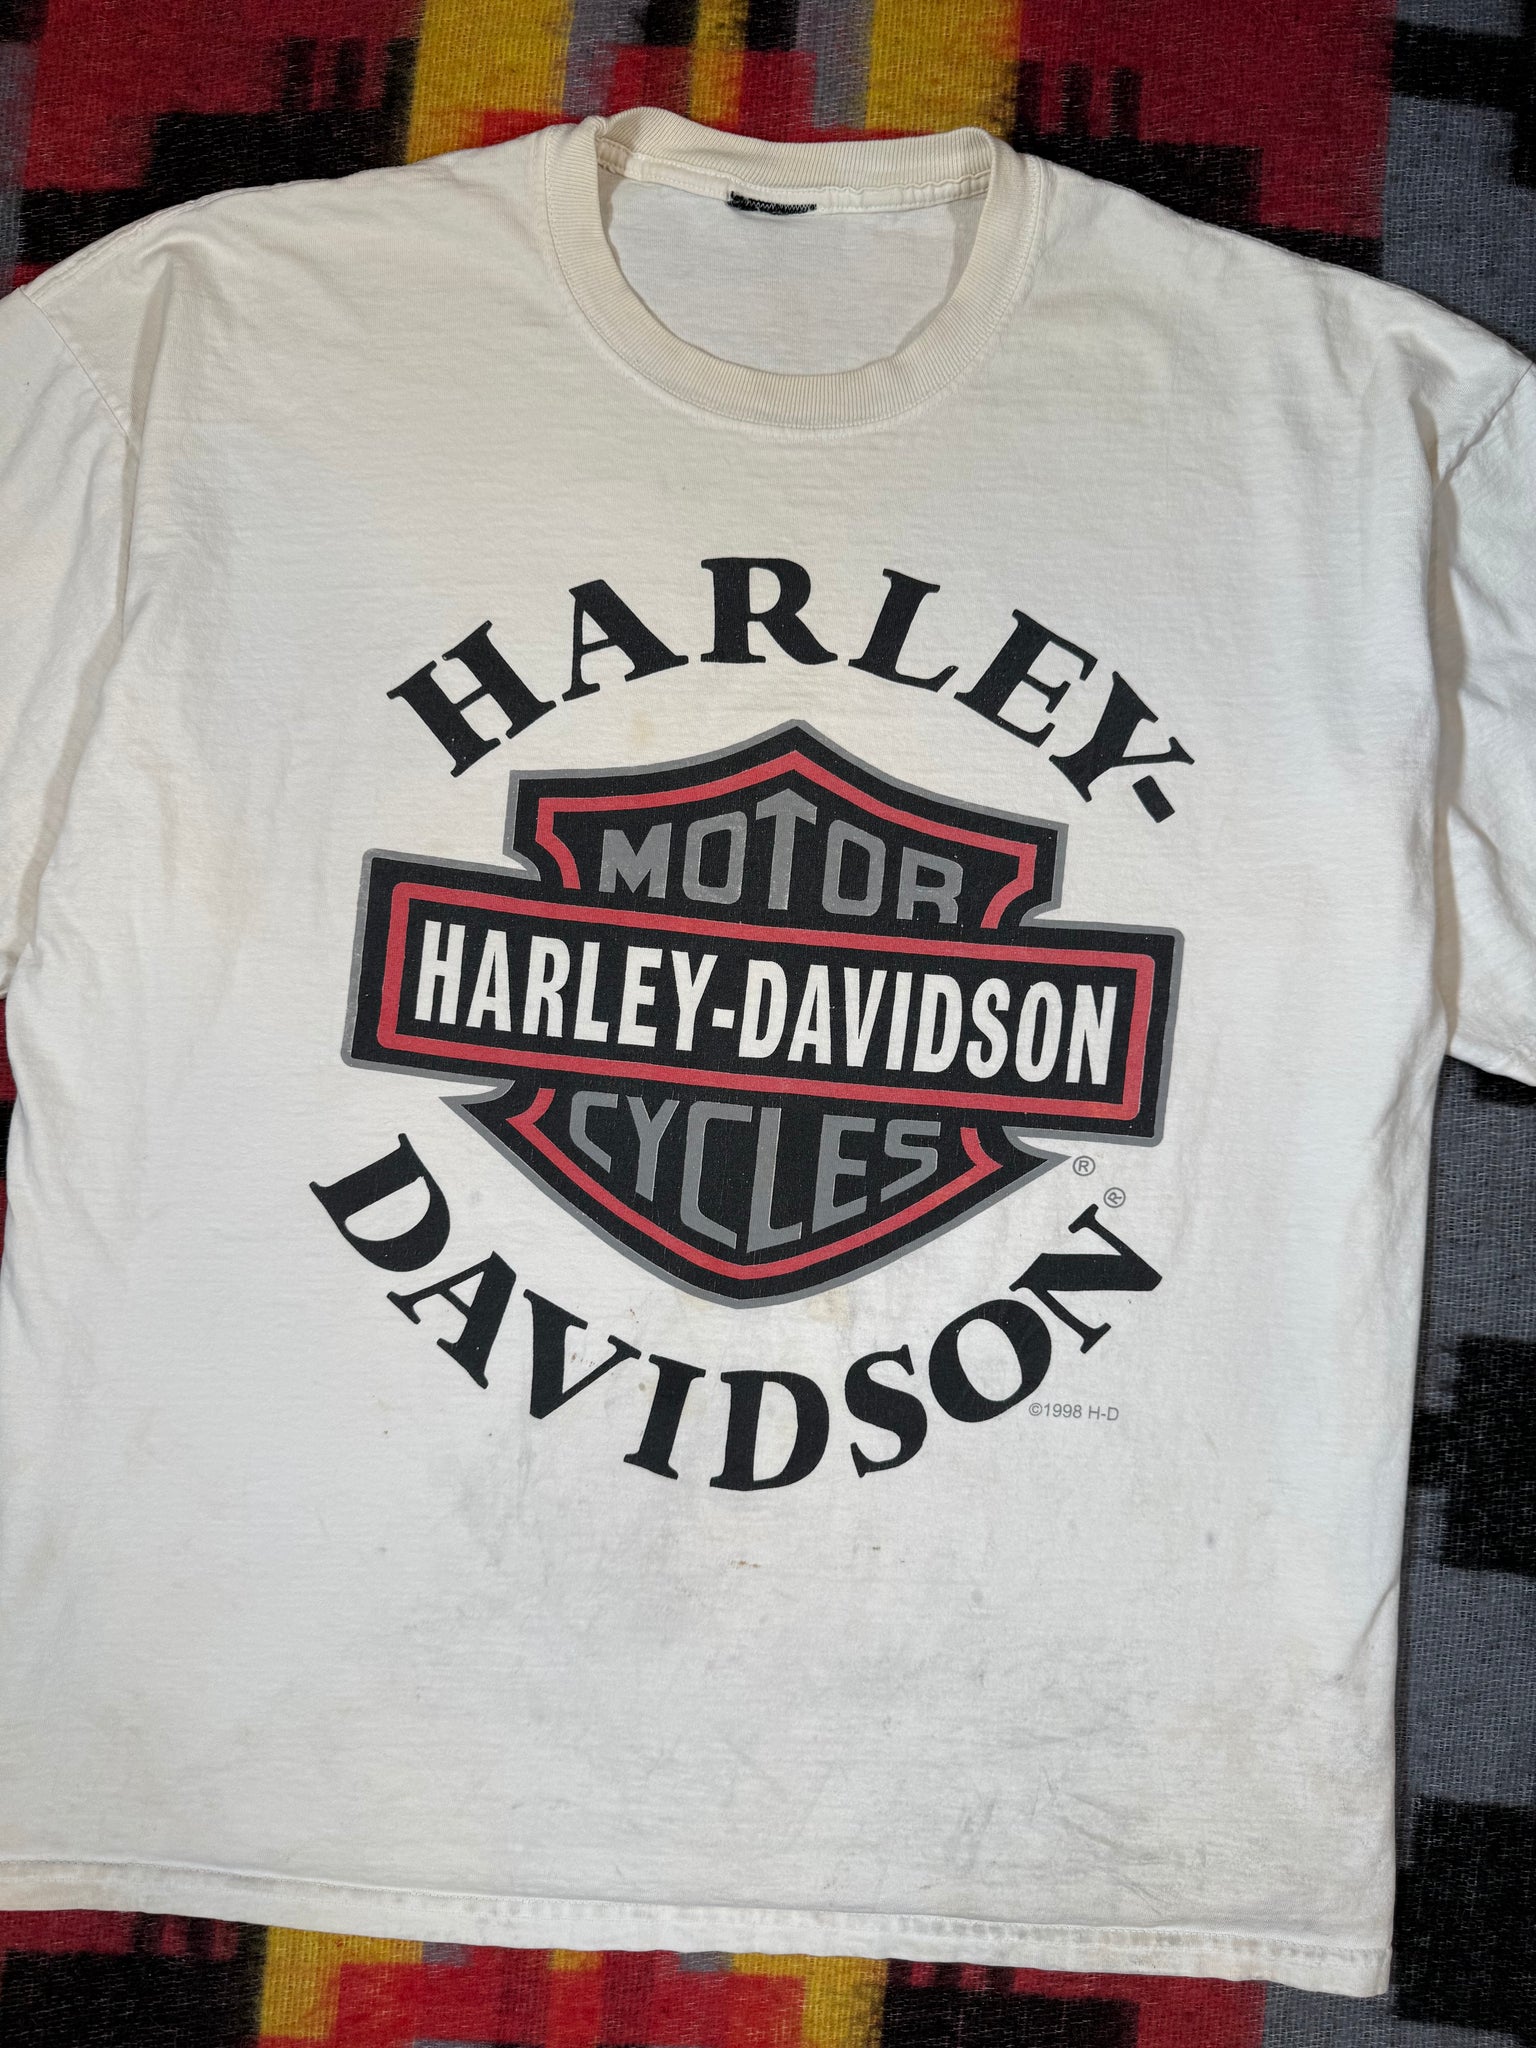 HARLEY-
MOTOR
HARLEY-DAVIDSON
CYCLES
®
®
DAVIDSON
©1998 H-D